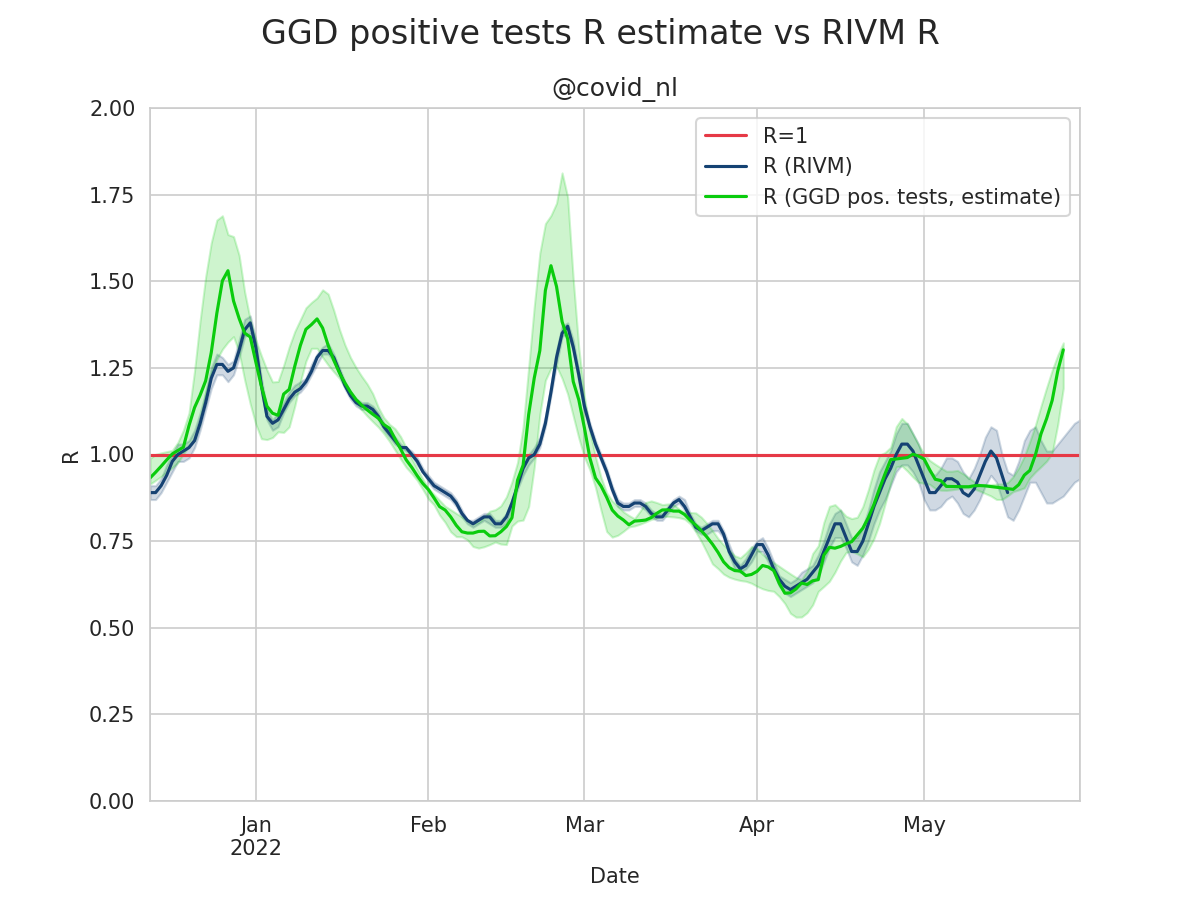 GGD positive tests R estimate vs RIVM R
@covid_nl
2.00
1.75
1.50
1.25
1.00
0.75
0.50
0.25
0.00
R
R=1
R (RIVM)
R (GGD pos. tests, estimate)
Jan
2022
Feb
Mar
Apr
May
Date